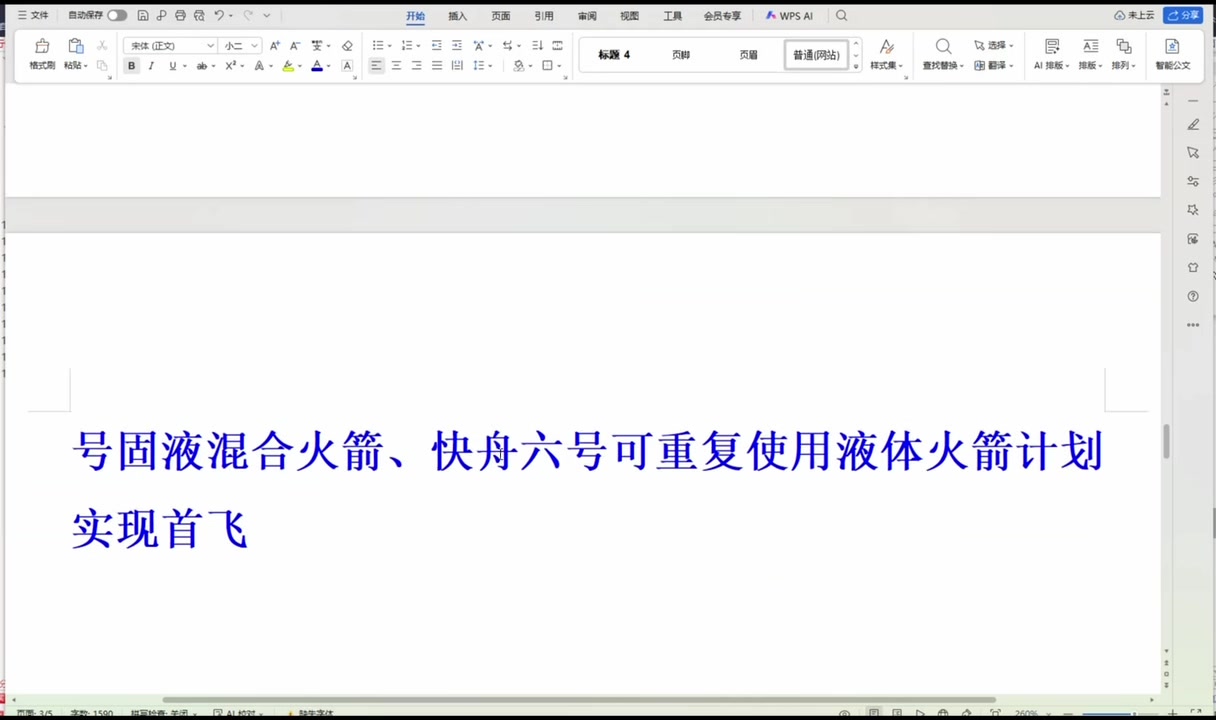 文件 自动保存 开始 插入 页面 引用 审阅 视图 工具 会员专享 WPS AI 未上云 分享
宋体 (正文) 小二 标题 4 页脚 页眉 普通(网站) 选择
格式刷 粘贴 样式集 查找替换 翻译 AI 排版 排版 排列 智能公文
号固液混合火箭、快舟六号可重复使用液体火箭计划
实现首飞
页面: 3/5 字数: 1590 拼写检查: 关闭 AI 校对 缺失字体 260%